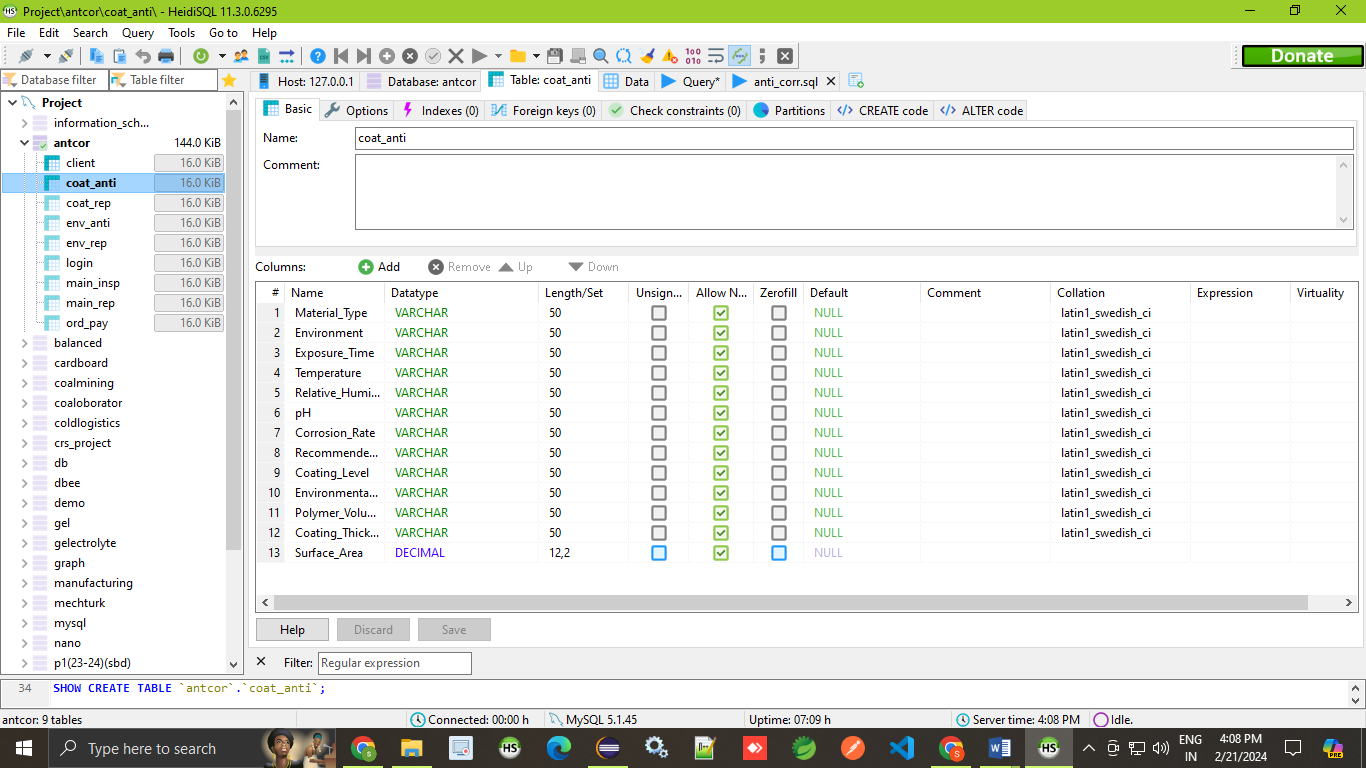 Project\antcor\coat_anti\ - HeidiSQL 11.3.0.6295
File Edit Search Query Tools Go to Help
Donate
Database filter Table filter
Host: 127.0.0.1 Database: antcor Table: coat_anti Data Query* anti_corr.sql
Project
information_sch...
antcor 144.0 KiB
client 16.0 KiB
coat_anti 16.0 KiB
coat_rep 16.0 KiB
env_anti 16.0 KiB
env_rep 16.0 KiB
login 16.0 KiB
main_insp 16.0 KiB
main_rep 16.0 KiB
ord_pay 16.0 KiB
balanced
cardboard
coalmining
coaloborator
coldlogistics
crs_project
db
dbee
demo
gel
gelectrolyte
graph
manufacturing
mechturk
mysql
nano
p1(23-24)(sbd)
Basic Options Indexes (0) Foreign keys (0) Check constraints (0) Partitions CREATE code ALTER code
Name: coat_anti
Comment:
Columns: Add Remove Up Down
# Name Datatype Length/Set Unsign... Allow N... Zerofill Default Comment Collation Expression Virtuality
1 Material_Type VARCHAR 50 NULL latin1_swedish_ci
2 Environment VARCHAR 50 NULL latin1_swedish_ci
3 Exposure_Time VARCHAR 50 NULL latin1_swedish_ci
4 Temperature VARCHAR 50 NULL latin1_swedish_ci
5 Relative_Humi... VARCHAR 50 NULL latin1_swedish_ci
6 pH VARCHAR 50 NULL latin1_swedish_ci
7 Corrosion_Rate VARCHAR 50 NULL latin1_swedish_ci
8 Recommende... VARCHAR 50 NULL latin1_swedish_ci
9 Coating_Level VARCHAR 50 NULL latin1_swedish_ci
10 Environmenta... VARCHAR 50 NULL latin1_swedish_ci
11 Polymer_Volu... VARCHAR 50 NULL latin1_swedish_ci
12 Coating_Thick... VARCHAR 50 NULL latin1_swedish_ci
13 Surface_Area DECIMAL 12,2 NULL
Help Discard Save
Filter: Regular expression
34 SHOW CREATE TABLE `antcor`.`coat_anti`;
antcor: 9 tables Connected: 00:00 h MySQL 5.1.45 Uptime: 07:09 h Server time: 4:08 PM Idle.
Type here to search
ENG 4:08 PM
IN 2/21/2024